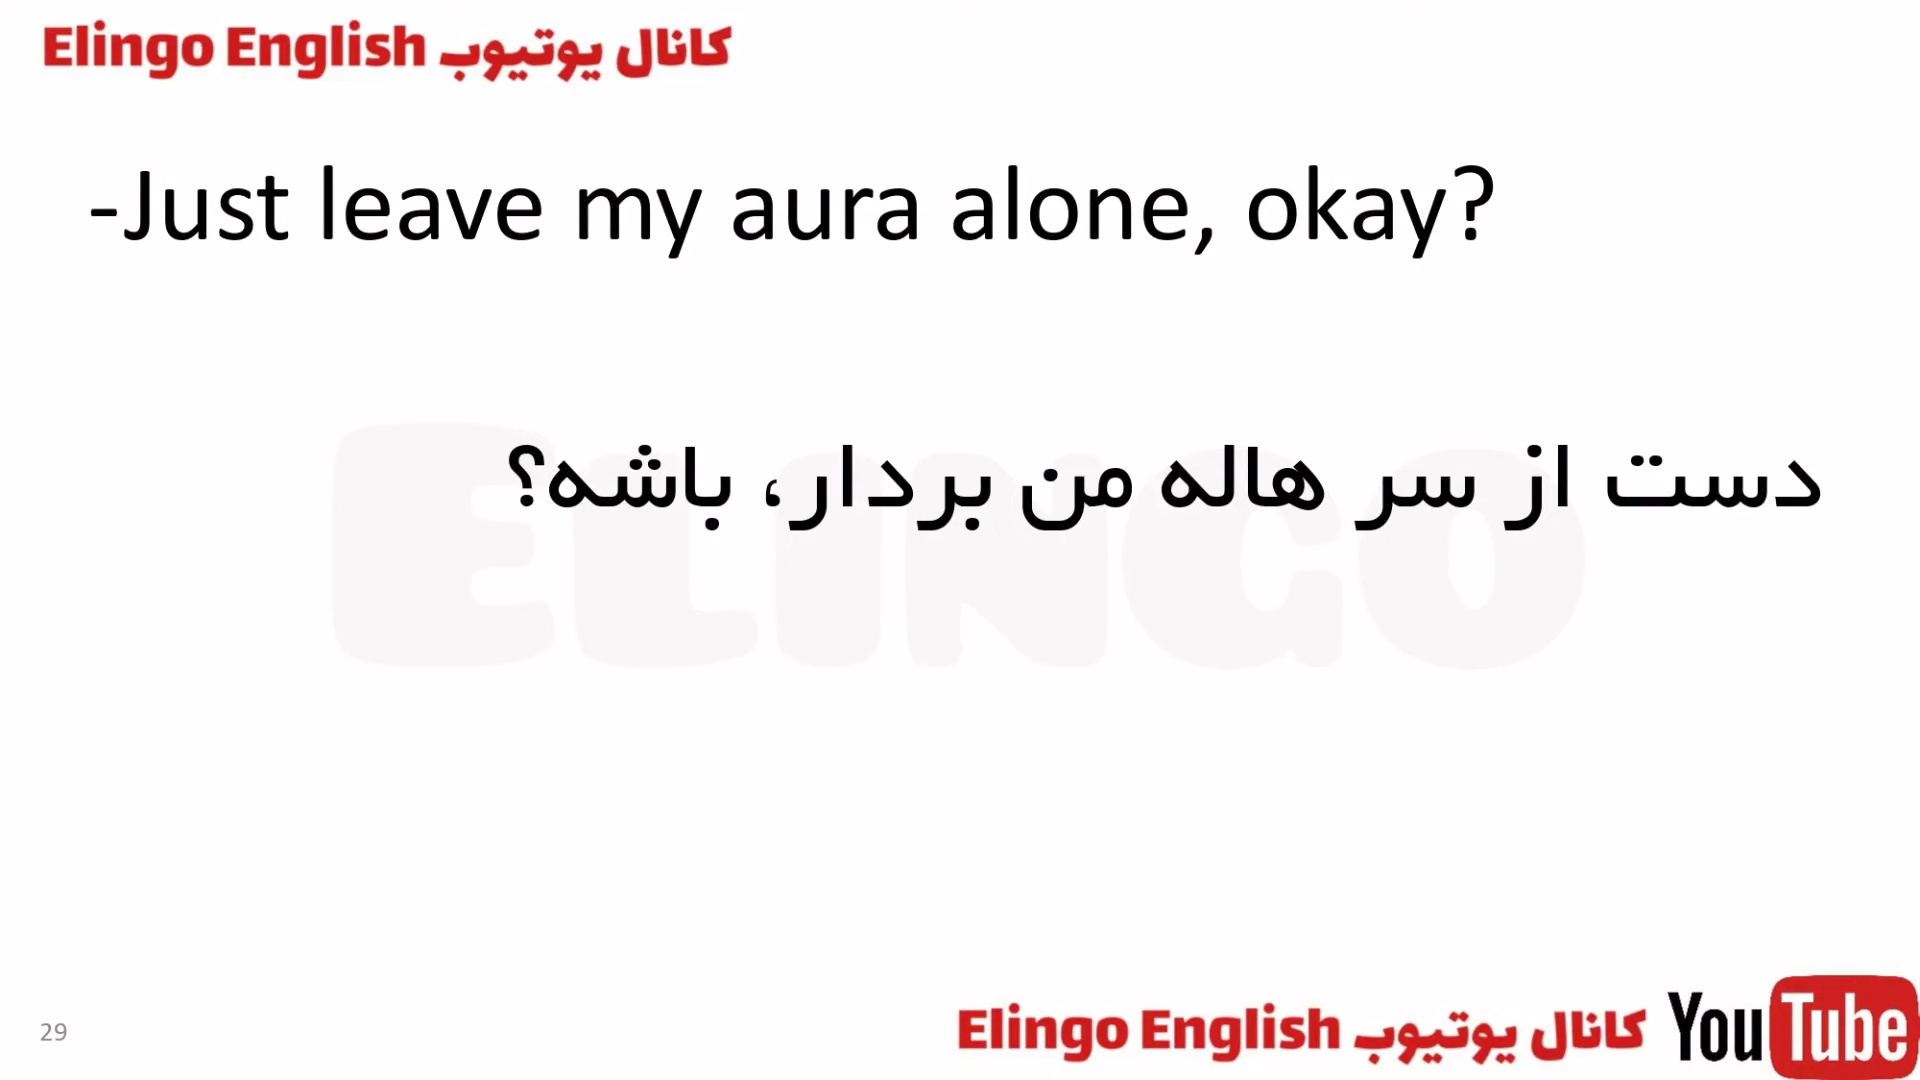 Elingo English کانال یوتیوب
-Just leave my aura alone, okay?
دست از سر هاله من بردار، باشه؟
ELINGO
29
Elingo English کانال یوتیوب YouTube